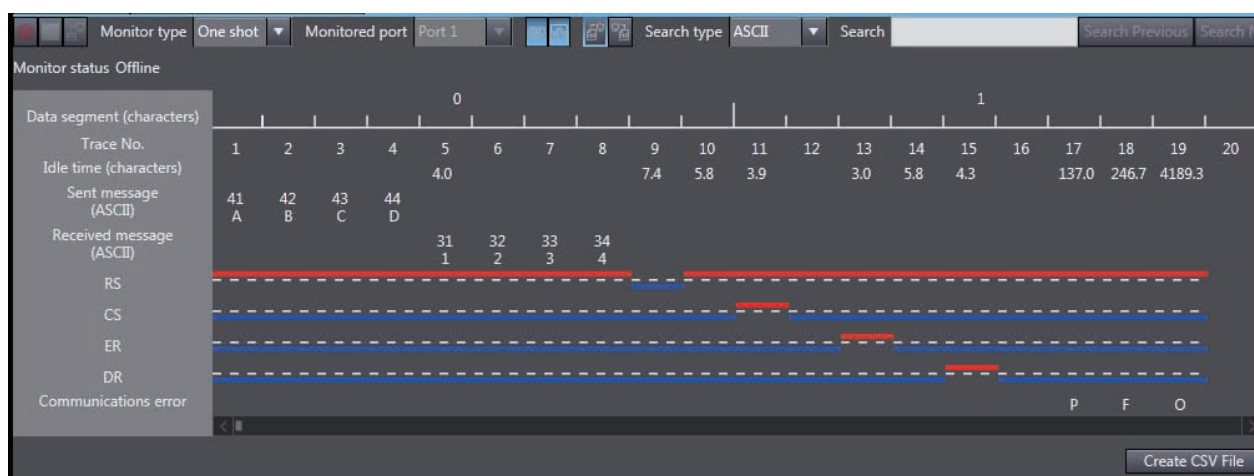 Monitor type One shot Monitored port Port 1 Search type ASCII Search Search Previous Search
Monitor status Offline
0 1
Data segment (characters)
Trace No. 1 2 3 4 5 6 7 8 9 10 11 12 13 14 15 16 17 18 19 20
Idle time (characters) 4.0 7.4 5.8 3.9 3.0 5.8 4.3 137.0 246.7 4189.3
Sent message 41 42 43 44
(ASCII) A B C D
Received message 31 32 33 34
(ASCII) 1 2 3 4
RS
CS
ER
DR
Communications error P F O
Create CSV File